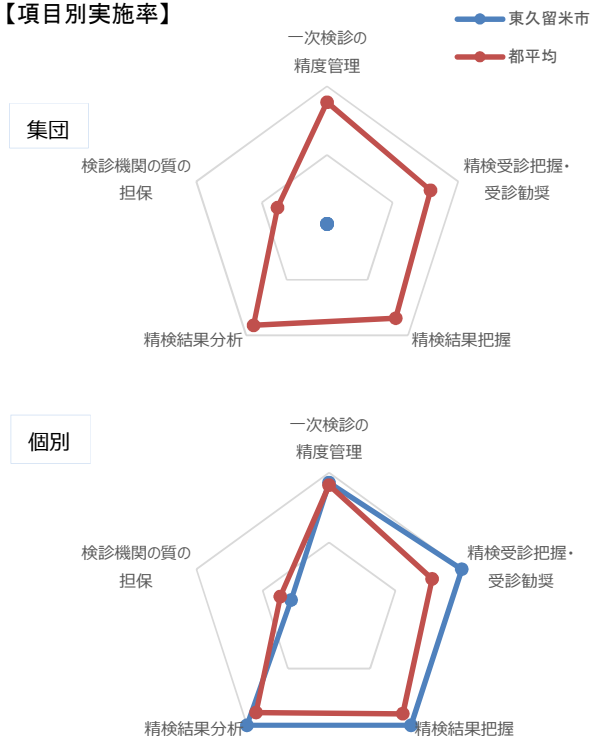 【項目別実施率】
東久留米市
都平均
集団
一次検診の
精度管理
精検受診把握・
受診勧奨
精検結果把握
精検結果分析
検診機関の質の
担保
個別
一次検診の
精度管理
精検受診把握・
受診勧奨
精検結果把握
精検結果分析
検診機関の質の
担保